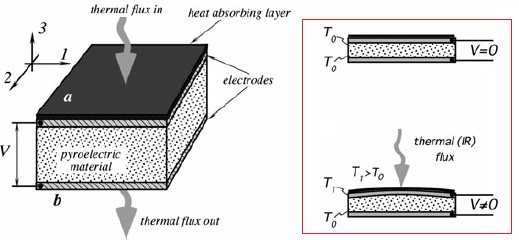 thermal flux in
heat absorbing layer
3
1
2
a
electrodes
V
pyroelectric
material
b
thermal flux out
T0
V=0
T0
thermal (IR)
flux
T1>T0
T1
V≠0
T0